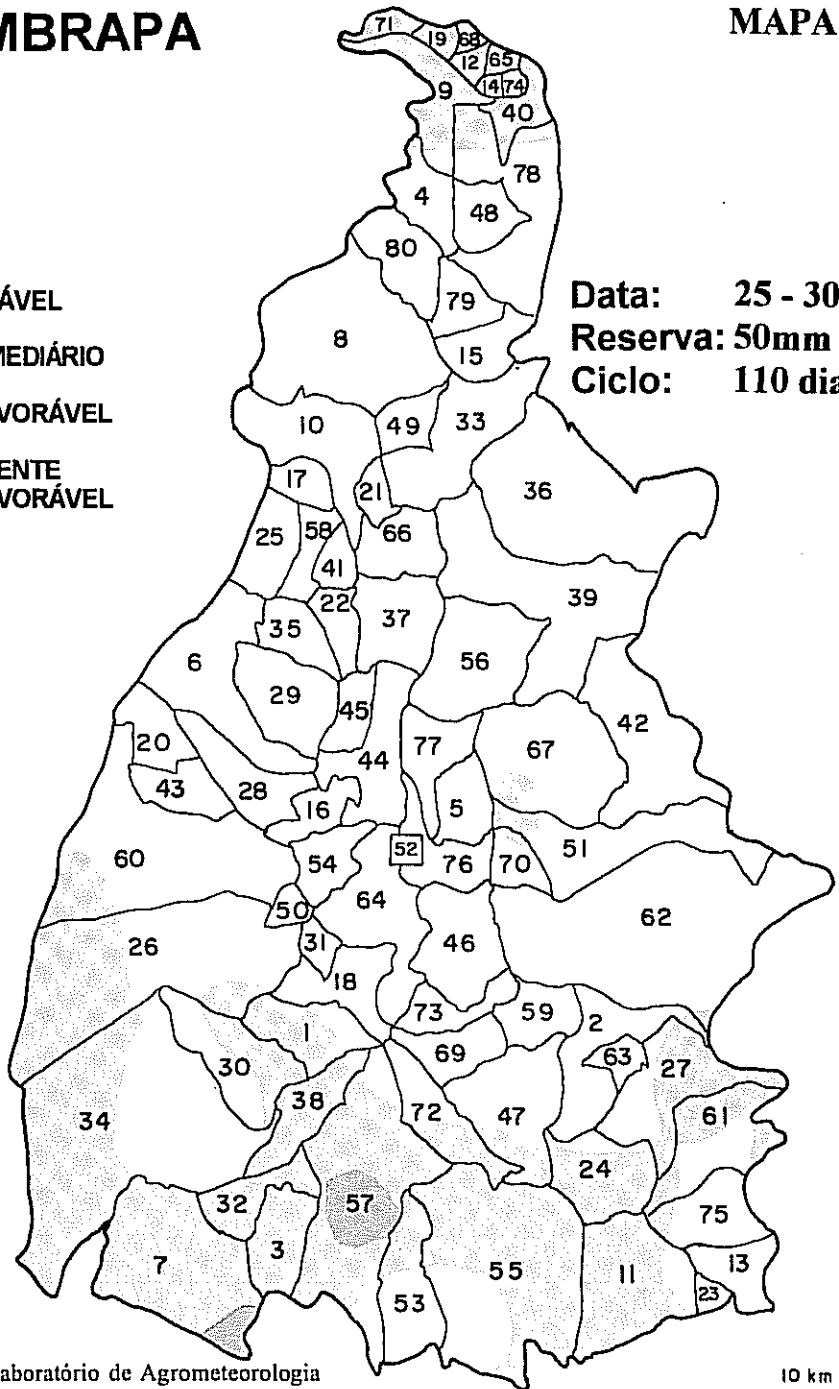 MBRAPA
MAPA
ÁVEL
MEDIÁRIO
VORÁVEL
ENTE
VORÁVEL
Data: 25 - 30
Reserva: 50mm
Ciclo: 110 dia
71 19 68
12 65
9 14 74
40
78
4 48
80
79
8 15
10 49 33
17 21 36
25 58 66
41
22 39
35 37
6 56
29 45 42
20 77 67
44
43 28 16 5
52 51
60 54 76 70
64 62
50 46
26 31
18
73 59 2
1 69 63
30 27
38 72 47 61
34 24
32 57 75
7 3 55 11 13
53 23
aboratório de Agrometeorologia
10 km